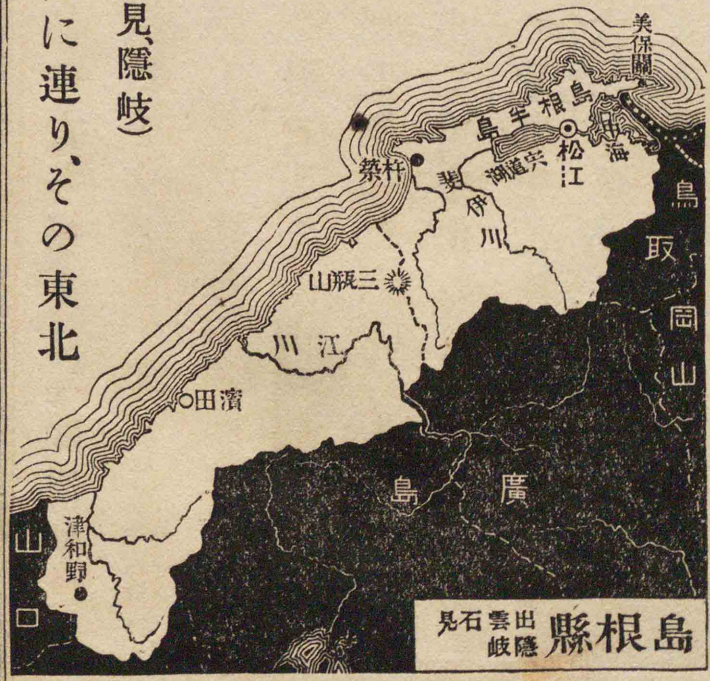 見、隱岐)
に連り、その東北
美保關
島根半島
中海
松江
宍道湖
杵築
斐伊川
三瓶山
江川
濱田
津和野
鳥取
岡山
廣島
山口
島根縣
出雲
隱岐
石見